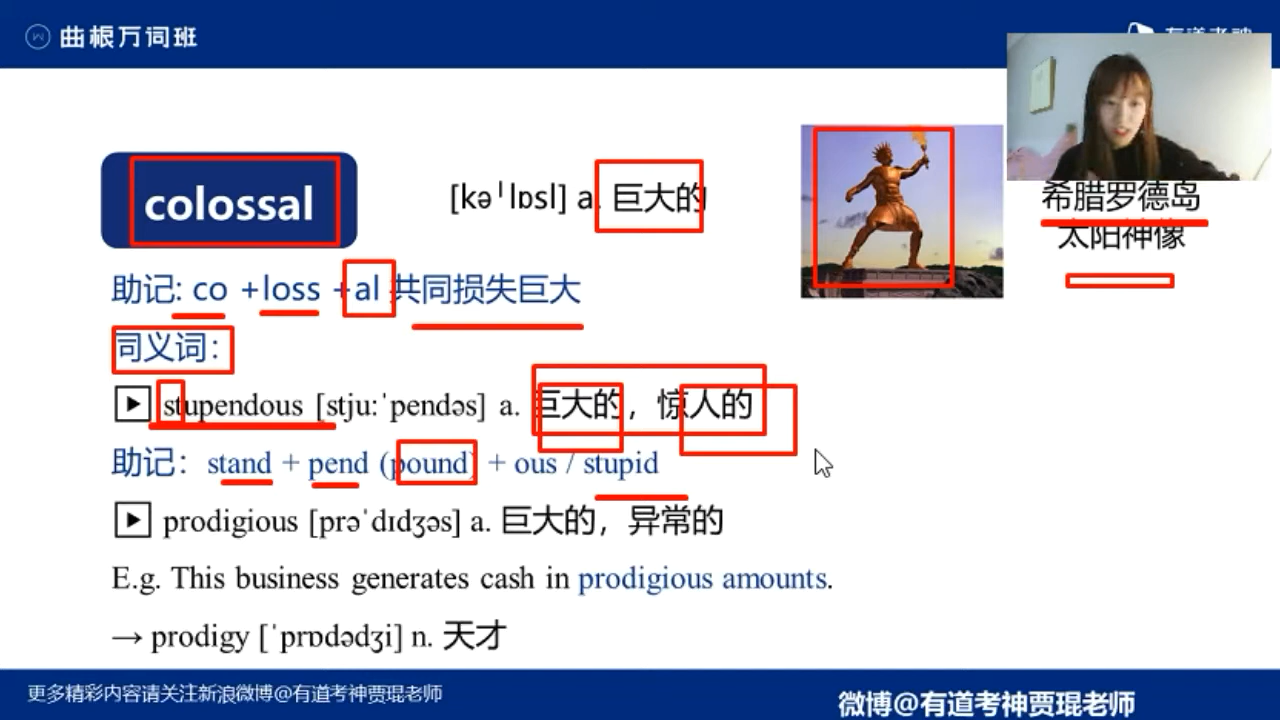 曲根万词班
有道考神
colossal
[kəˈlɒsl] a. 巨大的
希腊罗德岛
太阳神像
助记: co +loss +al 共同损失巨大
同义词：
stupendous [stju:ˈpendəs] a. 巨大的，惊人的
助记：stand + pend (pound) + ous / stupid
prodigious [prəˈdɪdʒəs] a. 巨大的，异常的
E.g. This business generates cash in prodigious amounts.
→ prodigy [ˈprɒdədʒi] n. 天才
更多精彩内容请关注新浪微博@有道考神贾琨老师
微博@有道考神贾琨老师